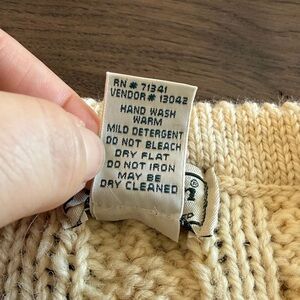 RN # 71341
VENDOR # 13042
HAND WASH
WARM
MILD DETERGENT
DO NOT BLEACH
DRY FLAT
DO NOT IRON
MAY BE
DRY CLEANED